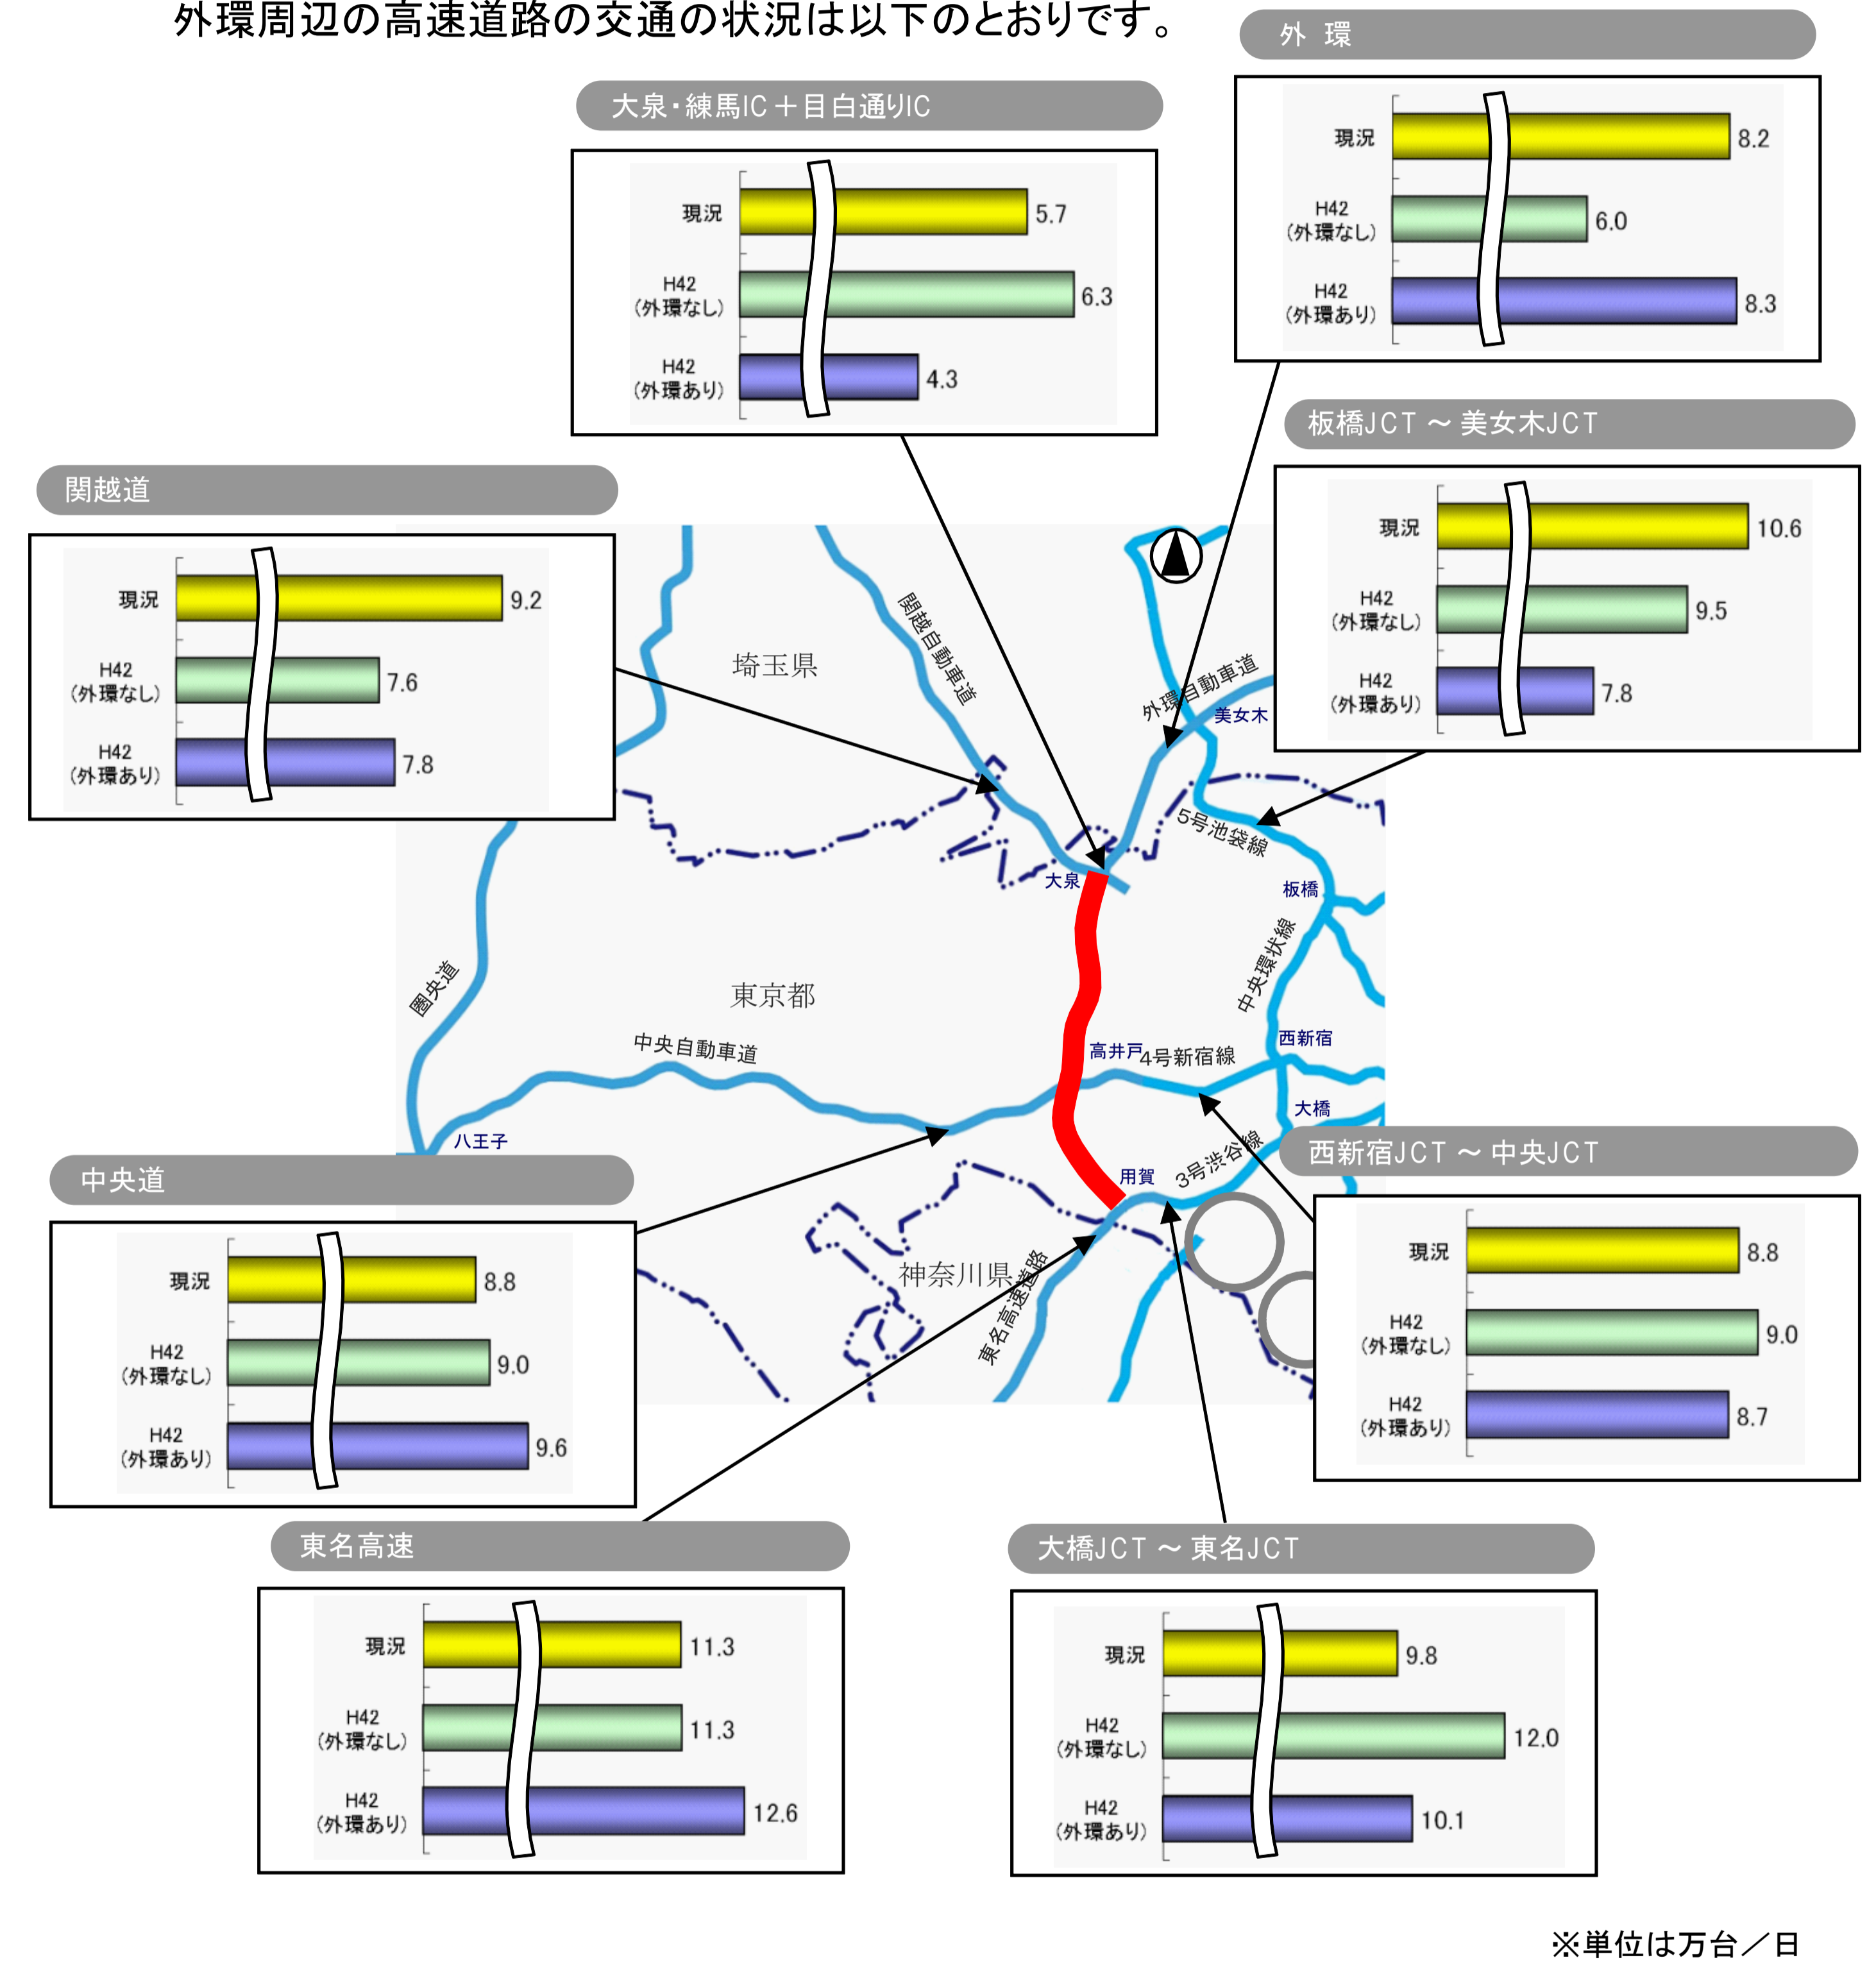 外環周辺の高速道路の交通の状況は以下のとおりです。
外 環
現況
8.2
H42
（外環なし）
6.0
H42
（外環あり）
8.3
大泉・練馬IC＋目白通りIC
現況
5.7
H42
（外環なし）
6.3
H42
（外環あり）
4.3
板橋JCT ～ 美女木JCT
現況
10.6
H42
（外環なし）
9.5
H42
（外環あり）
7.8
関越道
現況
9.2
H42
（外環なし）
7.6
H42
（外環あり）
7.8
関越自動車道
埼玉県
外環自動車道
美女木
5号池袋線
大泉
板橋
中央環状線
圏央道
東京都
中央自動車道
高井戸
4号新宿線
西新宿
大橋
八王子
用賀
3号渋谷線
神奈川県
東名高速道路
中央道
現況
8.8
H42
（外環なし）
9.0
H42
（外環あり）
9.6
西新宿JCT ～ 中央JCT
現況
8.8
H42
（外環なし）
9.0
H42
（外環あり）
8.7
東名高速
現況
11.3
H42
（外環なし）
11.3
H42
（外環あり）
12.6
大橋JCT ～ 東名JCT
現況
9.8
H42
（外環なし）
12.0
H42
（外環あり）
10.1
※単位は万台／日